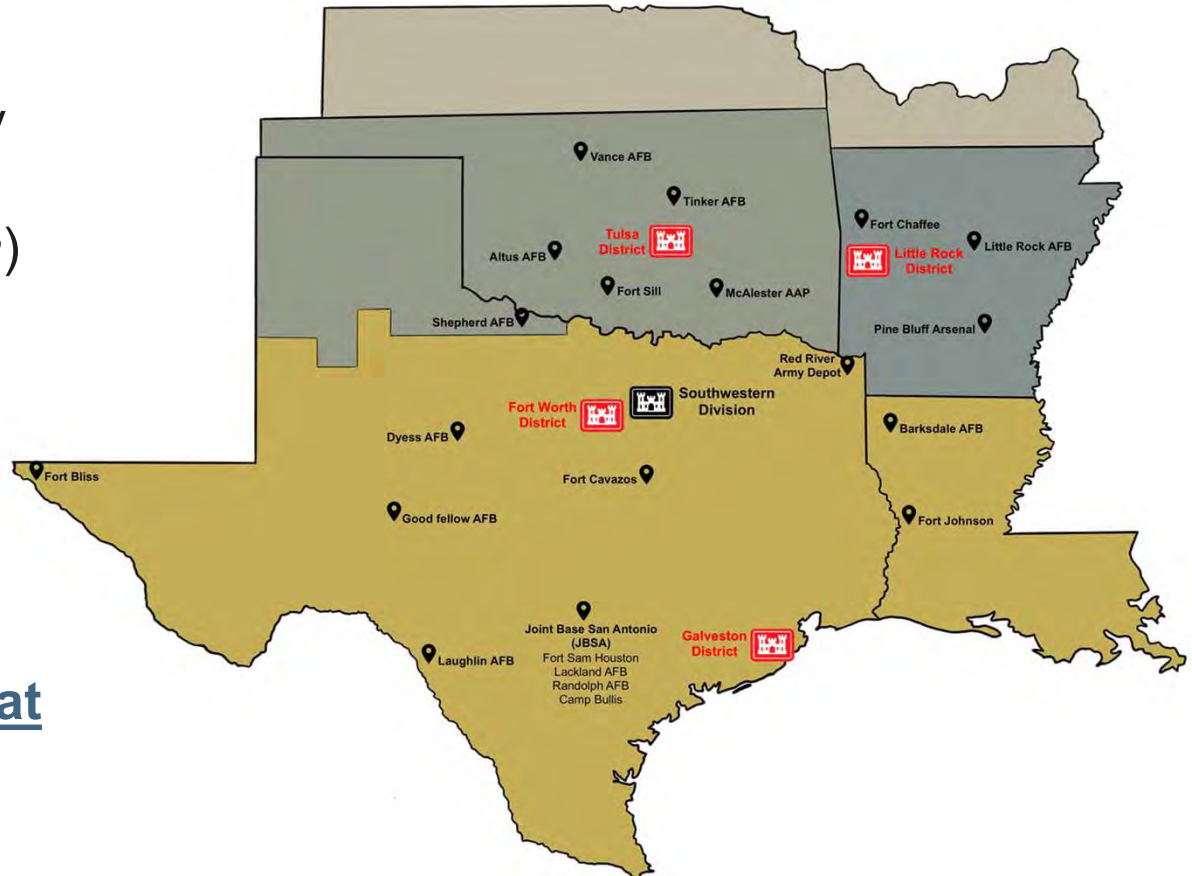 y
)
at
Vance AFB
Tinker AFB
Tulsa
District
Altus AFB
Fort Sill
McAlester AAP
Shepherd AFB
Fort Chaffee
Little Rock AFB
Little Rock
District
Pine Bluff Arsenal
Red River
Army Depot
Fort Worth
District
Southwestern
Division
Dyess AFB
Barksdale AFB
Fort Bliss
Fort Cavazos
Good fellow AFB
Fort Johnson
Joint Base San Antonio
(JBSA)
Fort Sam Houston
Lackland AFB
Randolph AFB
Camp Bullis
Galveston
District
Laughlin AFB